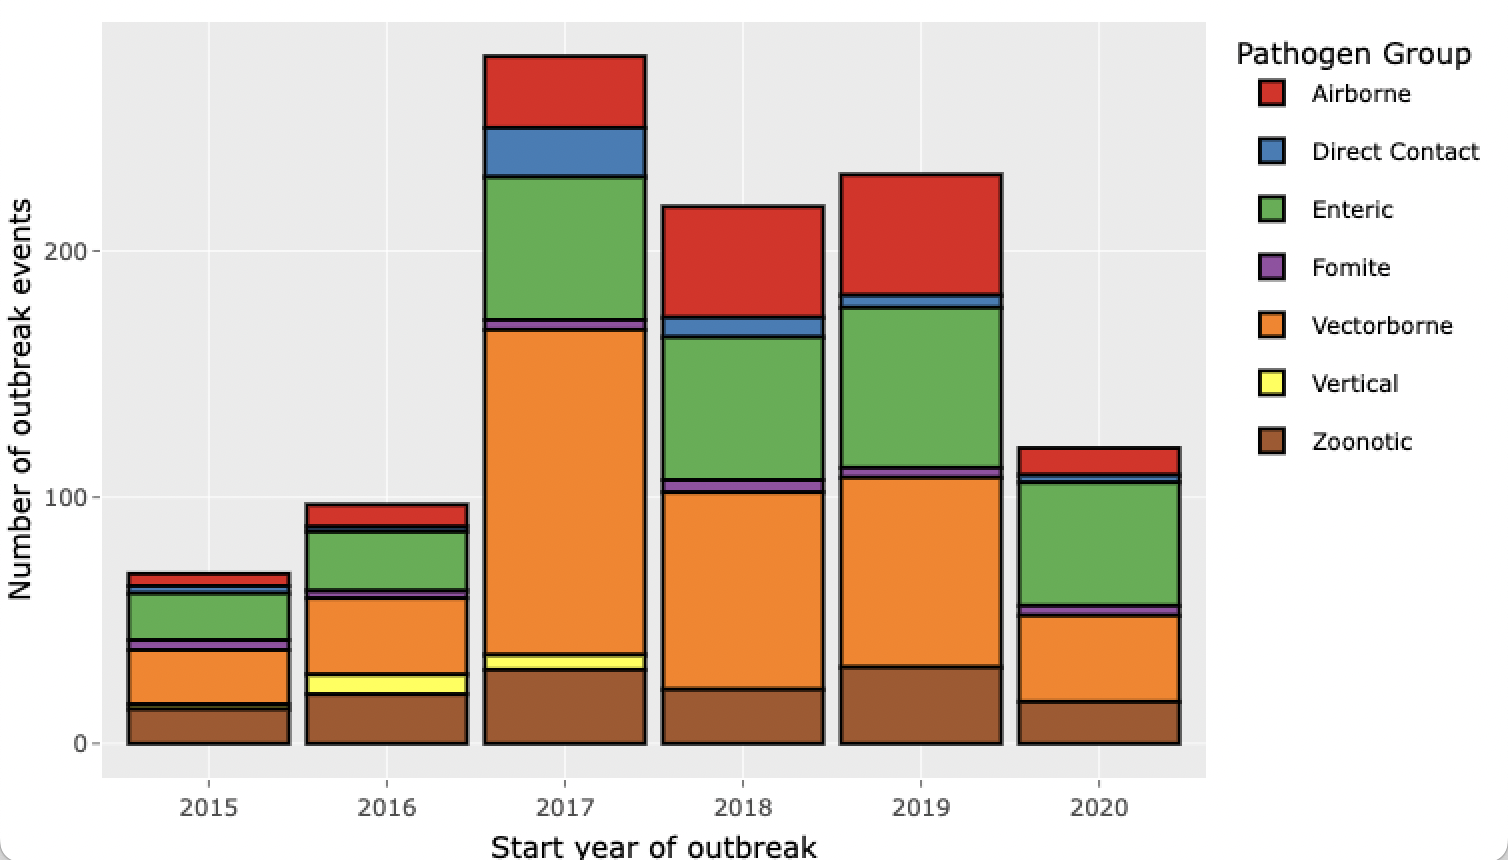 Pathogen Group
Airborne
Direct Contact
Enteric
Fomite
Vectorborne
Vertical
Zoonotic
Number of outbreak events
200
100
0
2015 2016 2017 2018 2019 2020
Start year of outbreak